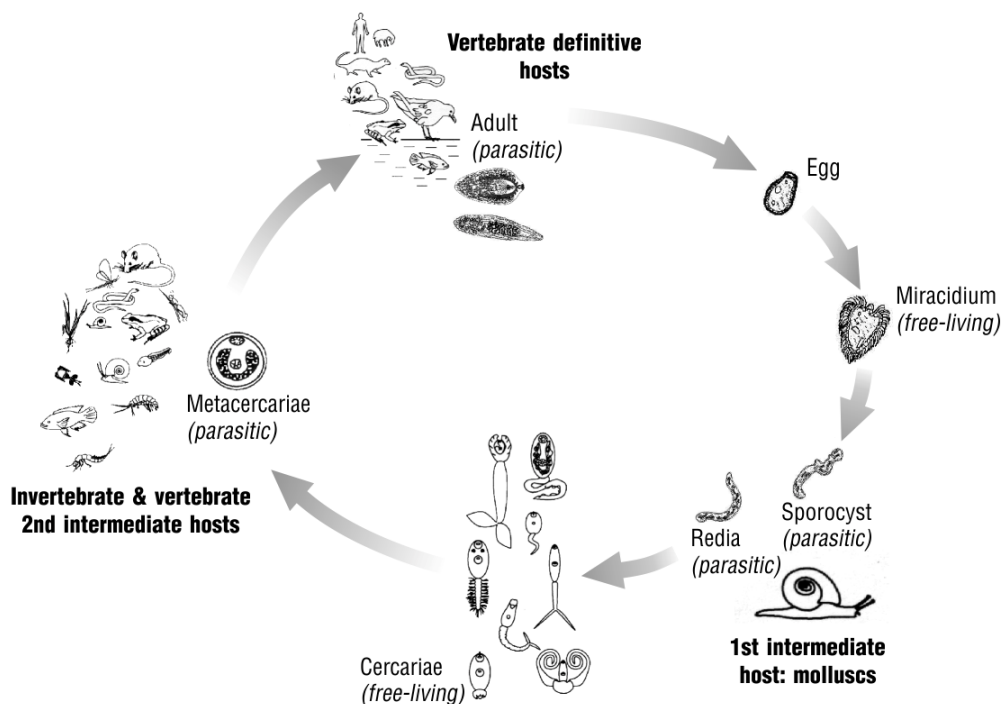 Vertebrate definitive
hosts
Adult
(parasitic)
Egg
Miracidium
(free-living)
Sporocyst
(parasitic)
Redia
(parasitic)
1st intermediate
host: molluscs
Cercariae
(free-living)
Metacercariae
(parasitic)
Invertebrate & vertebrate
2nd intermediate hosts